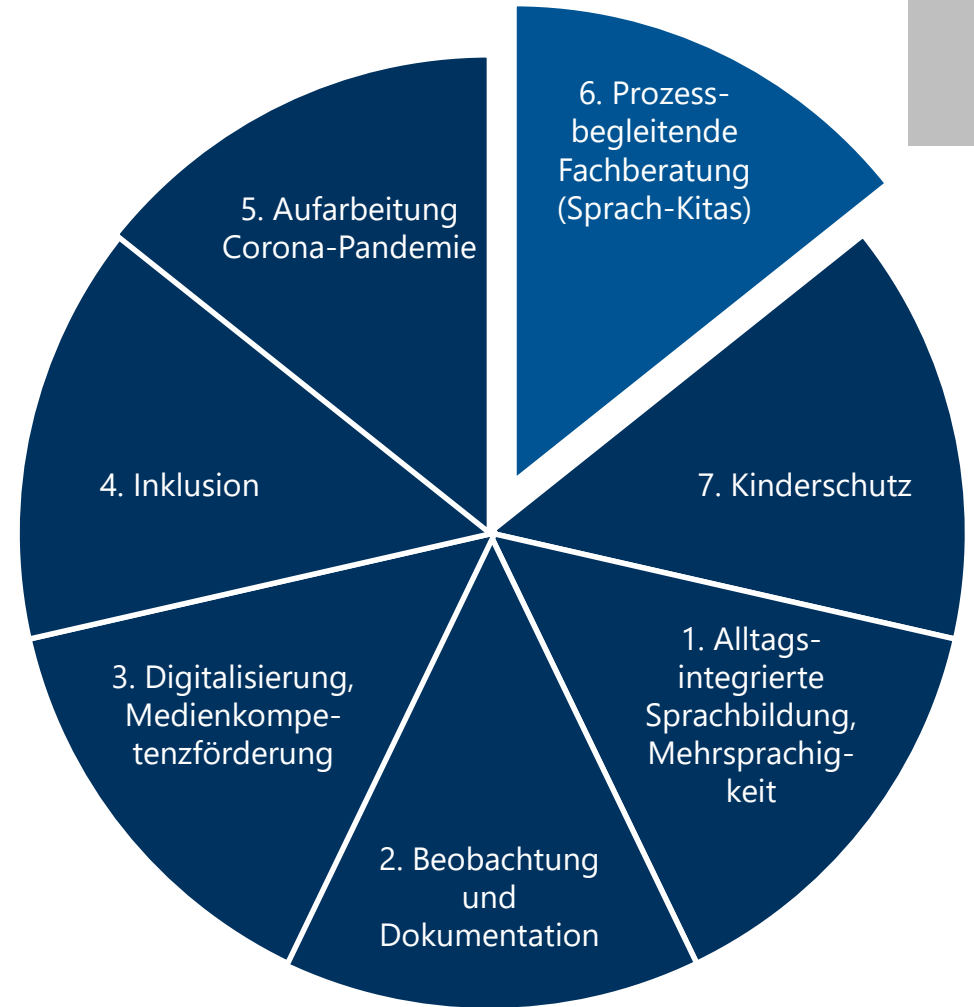 6. Prozess-
begleitende
Fachberatung
(Sprach-Kitas)
5. Aufarbeitung
Corona-Pandemie
4. Inklusion
7. Kinderschutz
3. Digitalisierung,
Medienkompe-
tenzförderung
1. Alltags-
integrierte
Sprachbildung,
Mehrsprachig-
keit
2. Beobachtung
und
Dokumentation